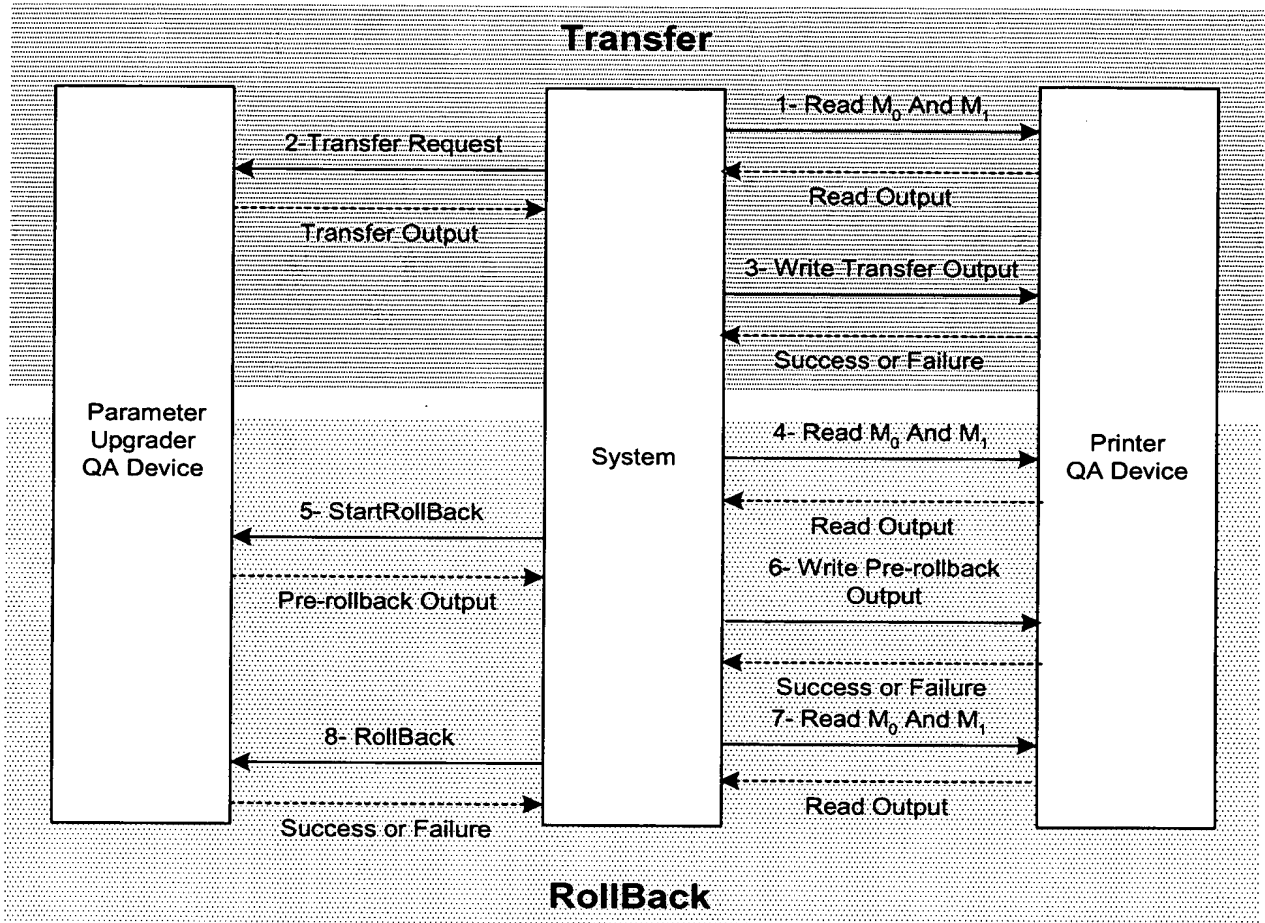 Transfer
1- Read M₀ And M₁
2-Transfer Request
Read Output
Transfer Output
3- Write Transfer Output
Success or Failure
Parameter
Upgrader
QA Device
System
Printer
QA Device
4- Read M₀ And M₁
Read Output
5- StartRollBack
Pre-rollback Output
6- Write Pre-rollback
Output
Success or Failure
7- Read M₀ And M₁
8- RollBack
Read Output
Success or Failure
RollBack